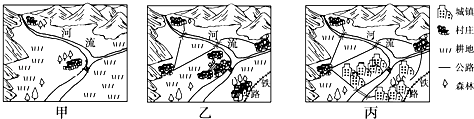 河
流
甲
河
流
铁
路
乙
河
流
铁
路
丙
城镇
村庄
耕地
公路
森林